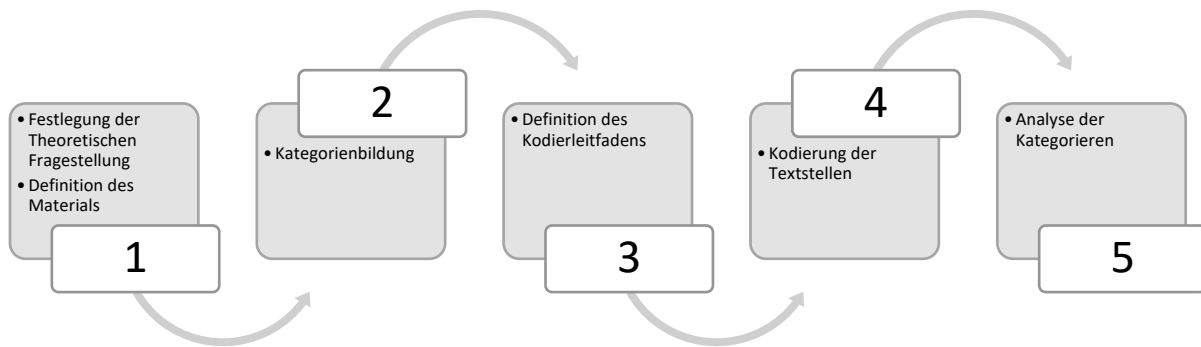 • Festlegung der
Theoretischen
Fragestellung
• Definition des
Materials
1
2
• Kategorienbildung
• Definition des
Kodierleitfadens
3
4
• Kodierung der
Textstellen
• Analyse der
Kategorieren
5